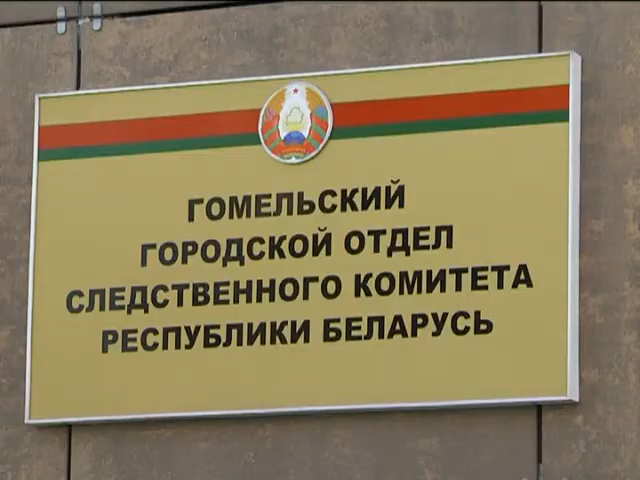 ГОМЕЛЬСКИЙ
ГОРОДСКОЙ ОТДЕЛ
СЛЕДСТВЕННОГО КОМИТЕТА
РЕСПУБЛИКИ БЕЛАРУСЬ